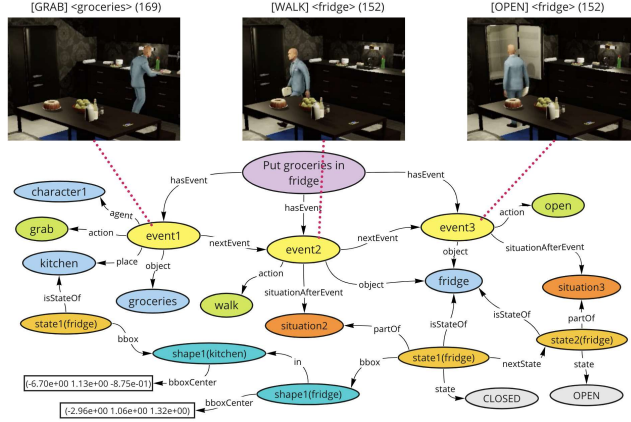 [GRAB] <groceries> (169)
[WALK] <fridge> (152)
[OPEN] <fridge> (152)
Put groceries in
fridge
hasEvent
hasEvent
hasEvent
character1
agent
grab
action
event1
nextEvent
event2
nextEvent
event3
action
open
kitchen
place
object
groceries
action
walk
situationAfterEvent
object
object
fridge
situationAfterEvent
situation3
isStateOf
state1(fridge)
situation2
partOf
isStateOf
isStateOf
partOf
bbox
shape1(kitchen)
in
bbox
state1(fridge)
nextState
state2(fridge)
bboxCenter
(-6.70e+00 1.13e+00 -8.75e-01)
shape1(fridge)
state
CLOSED
state
OPEN
bboxCenter
(-2.96e+00 1.06e+00 1.32e+00)